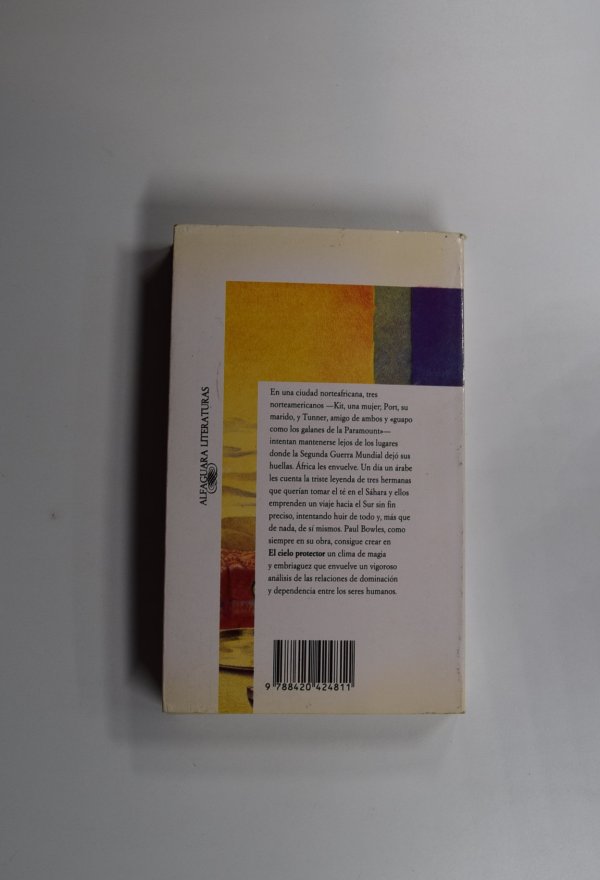 ALFAGUARA LITERATURAS
En una ciudad norteafricana, tres
norteamericanos —Kit, una mujer, Port, su
marido, y Tunner, amigo de ambos y «guapo
como los galanes de la Paramount»—
intentan mantenerse lejos de los lugares
donde la Segunda Guerra Mundial dejó sus
huellas. África les envuelve. Un día un árabe
les cuenta la triste leyenda de tres hermanas
que querían tomar el té en el Sáhara y ellos
emprenden un viaje hacia el Sur sin fin
preciso, intentando huir de todo y, más que
de nada, de sí mismos. Paul Bowles, como
siempre en su obra, consigue crear en
El cielo protector un clima de magia
y embriaguez que envuelve un vigoroso
análisis de las relaciones de dominación
y dependencia entre los seres humanos.
9 788420 424811